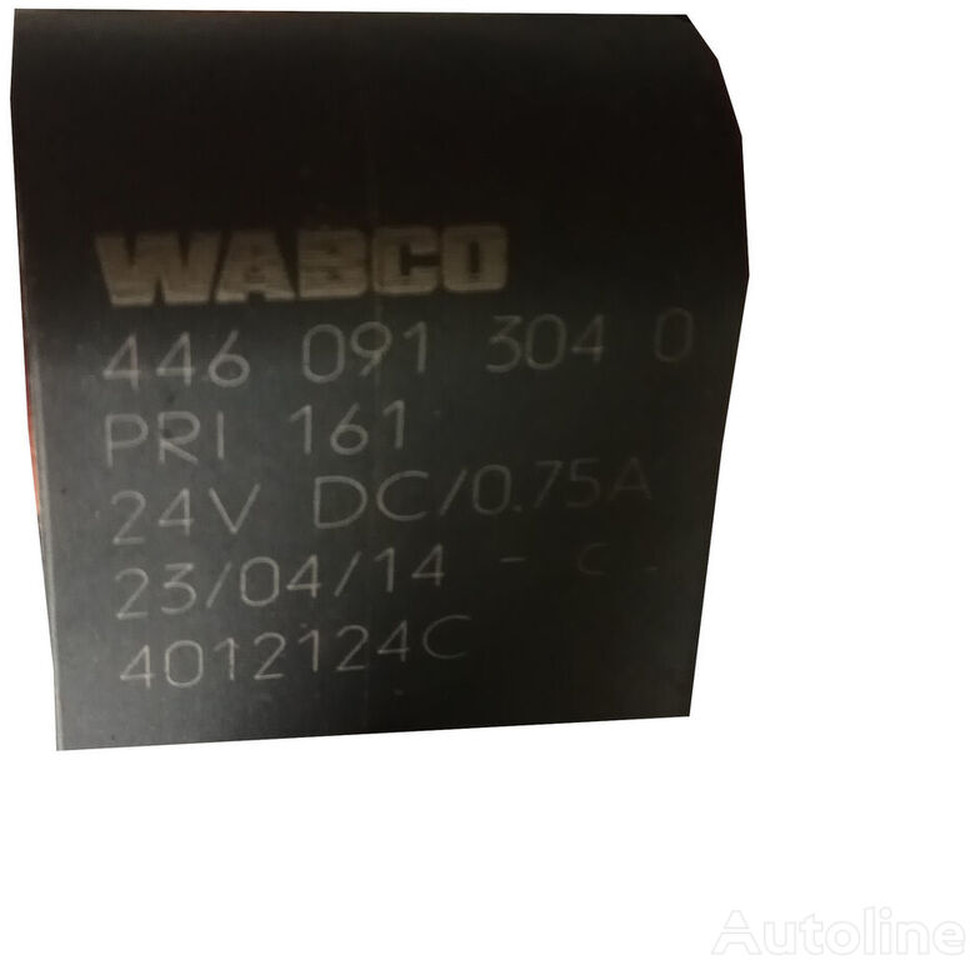 WABCO
446 091 304 0
PRI 161
24V DC/0.75A
23/04/14 - C
4012124C
Autoline